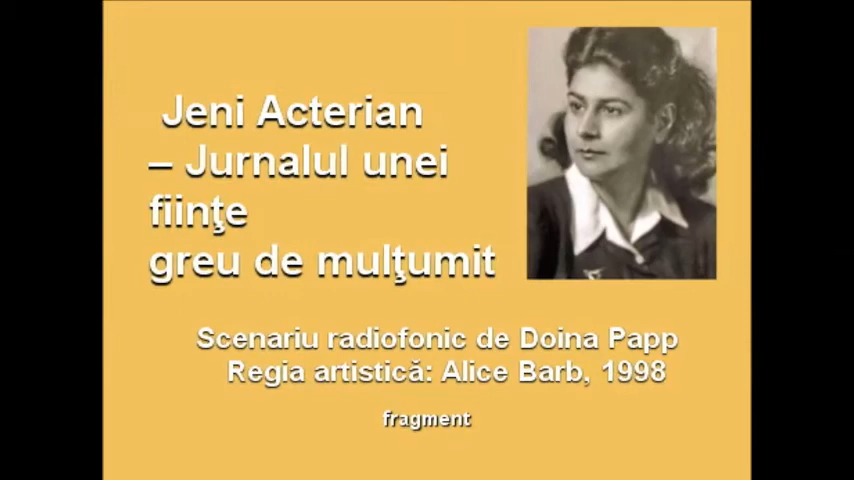 Jeni Acterian
– Jurnalul unei
fiinţe
greu de mulţumit
Scenariu radiofonic de Doina Papp
Regia artistică: Alice Barb, 1998
fragment